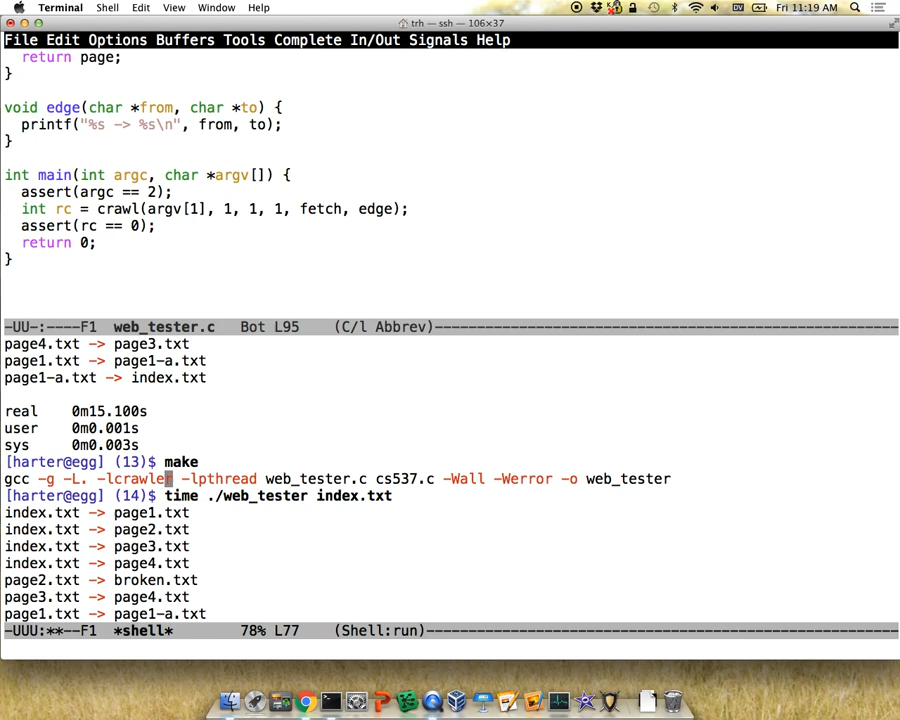 Terminal Shell Edit View Window Help Fri 11:19 AM
trh — ssh — 106×37
File Edit Options Buffers Tools Complete In/Out Signals Help
  return page;
}

void edge(char *from, char *to) {
  printf("%s -> %s\n", from, to);
}

int main(int argc, char *argv[]) {
  assert(argc == 2);
  int rc = crawl(argv[1], 1, 1, 1, fetch, edge);
  assert(rc == 0);
  return 0;
}

-UU-:----F1  web_tester.c   Bot L95    (C/l Abbrev)
page4.txt -> page3.txt
page1.txt -> page1-a.txt
page1-a.txt -> index.txt

real    0m15.100s
user    0m0.001s
sys     0m0.003s
[harter@egg] (13)$ make
gcc -g -L. -lcrawler -lpthread web_tester.c cs537.c -Wall -Werror -o web_tester
[harter@egg] (14)$ time ./web_tester index.txt
index.txt -> page1.txt
index.txt -> page2.txt
index.txt -> page3.txt
index.txt -> page4.txt
page2.txt -> broken.txt
page3.txt -> page4.txt
page1.txt -> page1-a.txt
-UUU:**--F1  *shell*        78% L77    (Shell:run)